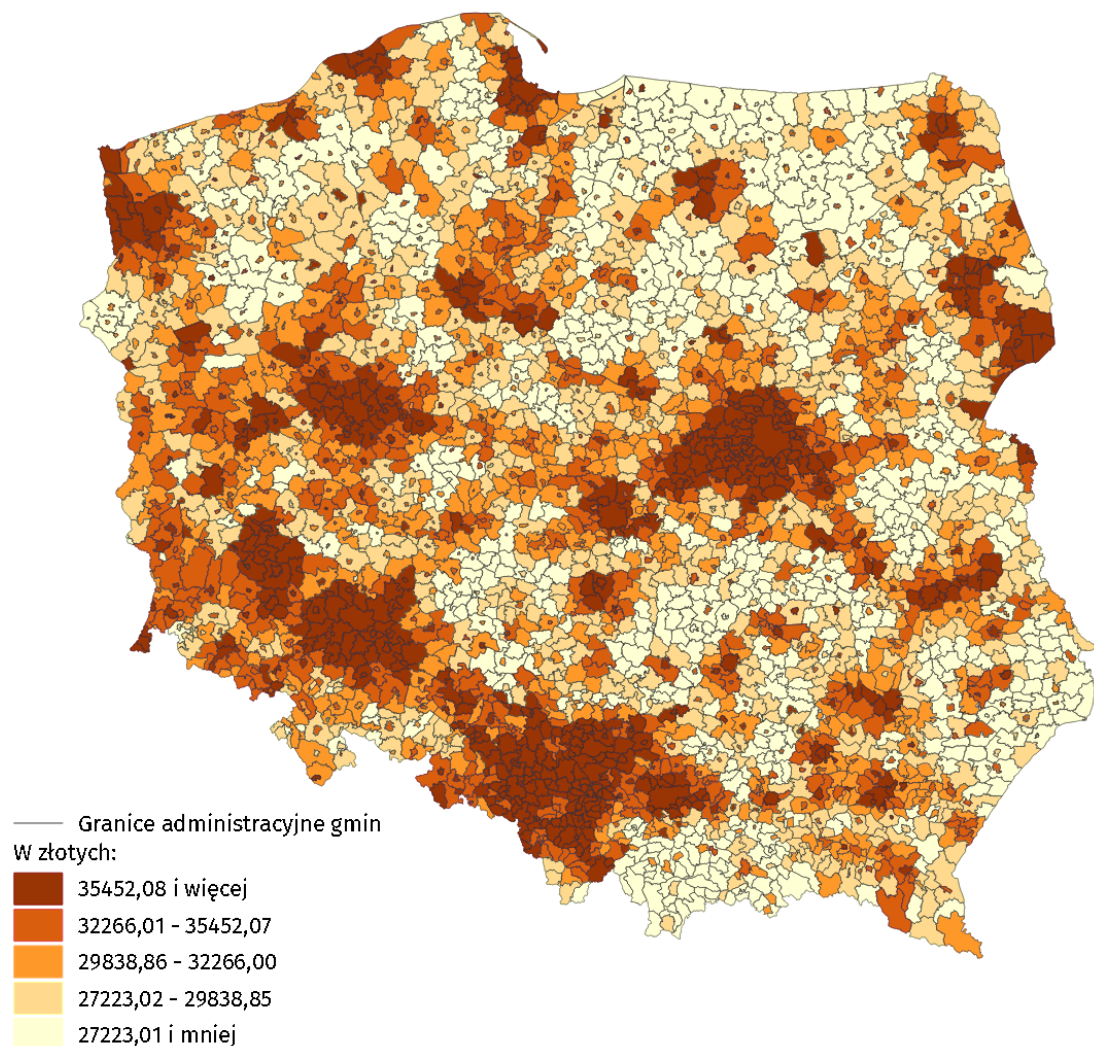 Granice administracyjne gmin
W złotych:
35452,08 i więcej
32266,01 - 35452,07
29838,86 - 32266,00
27223,02 - 29838,85
27223,01 i mniej